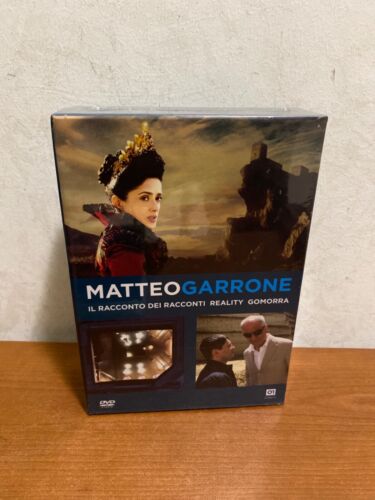 MATTEOGARRONE
IL RACCONTO DEI RACCONTI REALITY GOMORRA
DVD
01